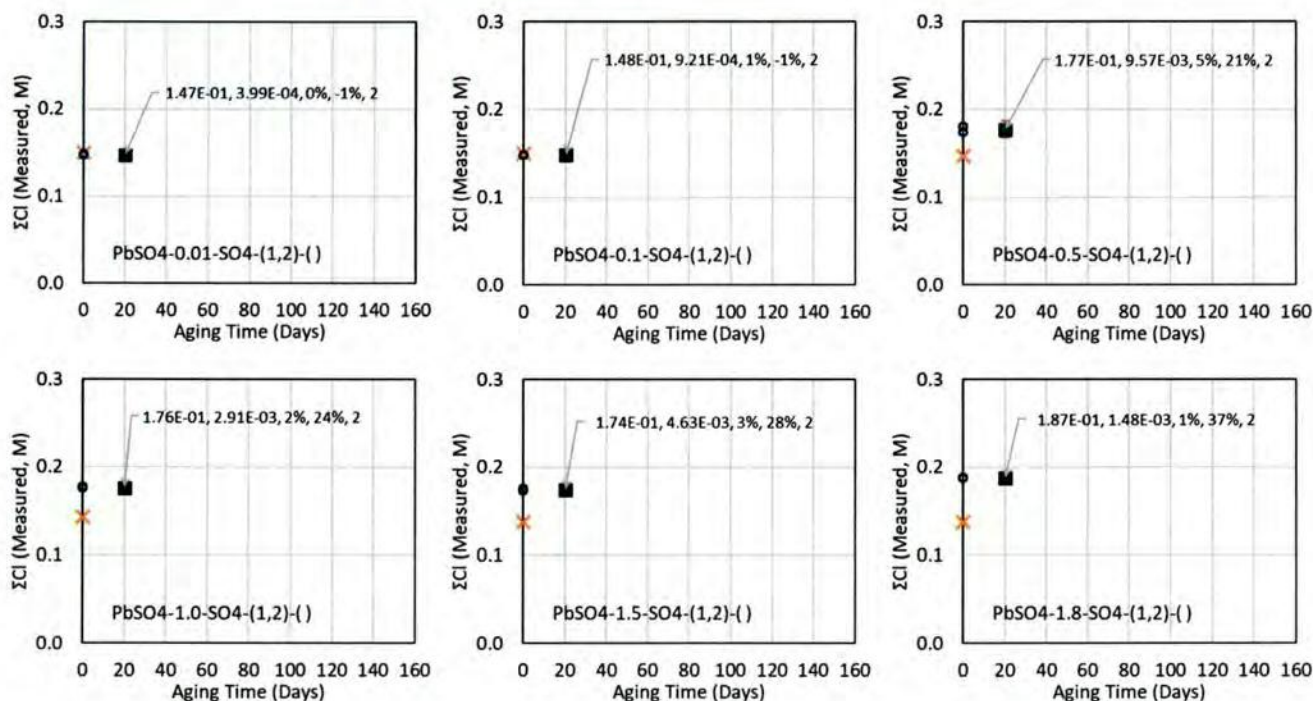 0.3
0.2
0.1
0.0
ΣCl (Measured, M)
1.47E-01, 3.99E-04, 0%, -1%, 2
PbSO4-0.01-SO4-(1,2)-( )
0 20 40 60 80 100 120 140 160
Aging Time (Days)
0.3
0.2
0.1
0.0
ΣCl (Measured, M)
1.48E-01, 9.21E-04, 1%, -1%, 2
PbSO4-0.1-SO4-(1,2)-( )
0 20 40 60 80 100 120 140 160
Aging Time (Days)
0.3
0.2
0.1
0.0
ΣCl (Measured, M)
1.77E-01, 9.57E-03, 5%, 21%, 2
PbSO4-0.5-SO4-(1,2)-( )
0 20 40 60 80 100 120 140 160
Aging Time (Days)
0.3
0.2
0.1
0.0
ΣCl (Measured, M)
1.76E-01, 2.91E-03, 2%, 24%, 2
PbSO4-1.0-SO4-(1,2)-( )
0 20 40 60 80 100 120 140 160
Aging Time (Days)
0.3
0.2
0.1
0.0
ΣCl (Measured, M)
1.74E-01, 4.63E-03, 3%, 28%, 2
PbSO4-1.5-SO4-(1,2)-( )
0 20 40 60 80 100 120 140 160
Aging Time (Days)
0.3
0.2
0.1
0.0
ΣCl (Measured, M)
1.87E-01, 1.48E-03, 1%, 37%, 2
PbSO4-1.8-SO4-(1,2)-( )
0 20 40 60 80 100 120 140 160
Aging Time (Days)